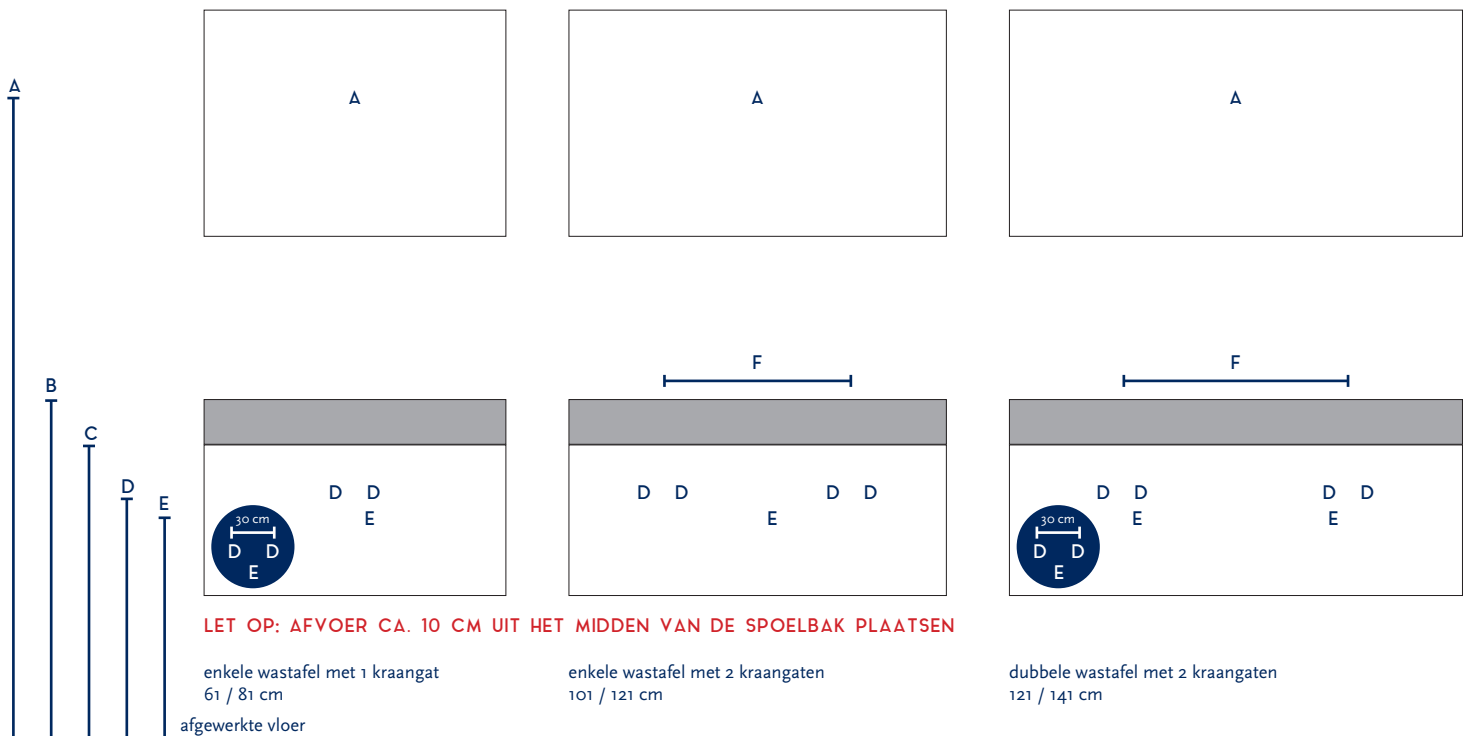 A
A A A
B
F F
C
D
E
D D
E
D D D D
E
D D D D
E E
30 cm
D D
E
30 cm
D D
E
LET OP: AFVOER CA. 10 CM UIT HET MIDDEN VAN DE SPOELBAK PLAATSEN
enkele wastafel met 1 kraangat
61 / 81 cm
enkele wastafel met 2 kraangaten
101 / 121 cm
dubbele wastafel met 2 kraangaten
121 / 141 cm
afgewerkte vloer